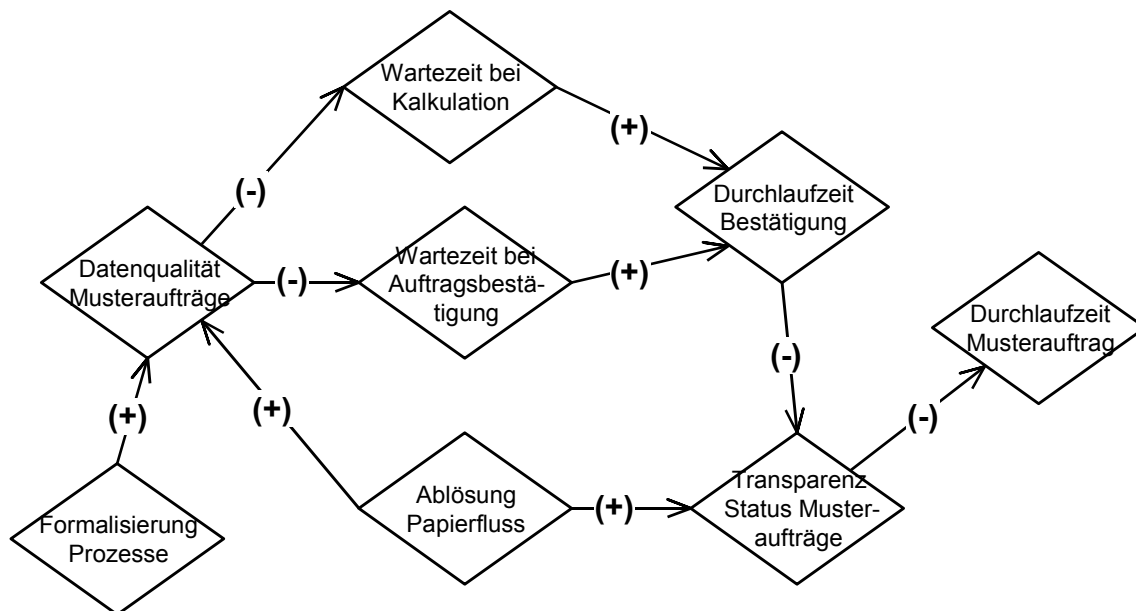 Wartezeit bei
Kalkulation
(+)
(-)
Durchlaufzeit
Bestätigung
Datenqualität
Musteraufträge
(-)
Wartezeit bei
Auftragsbestä-
tigung
(+)
Durchlaufzeit
Musterauftrag
(-)
(+)
(+)
(-)
Formalisierung
Prozesse
Ablösung
Papierfluss
(+)
Transparenz
Status Muster-
aufträge